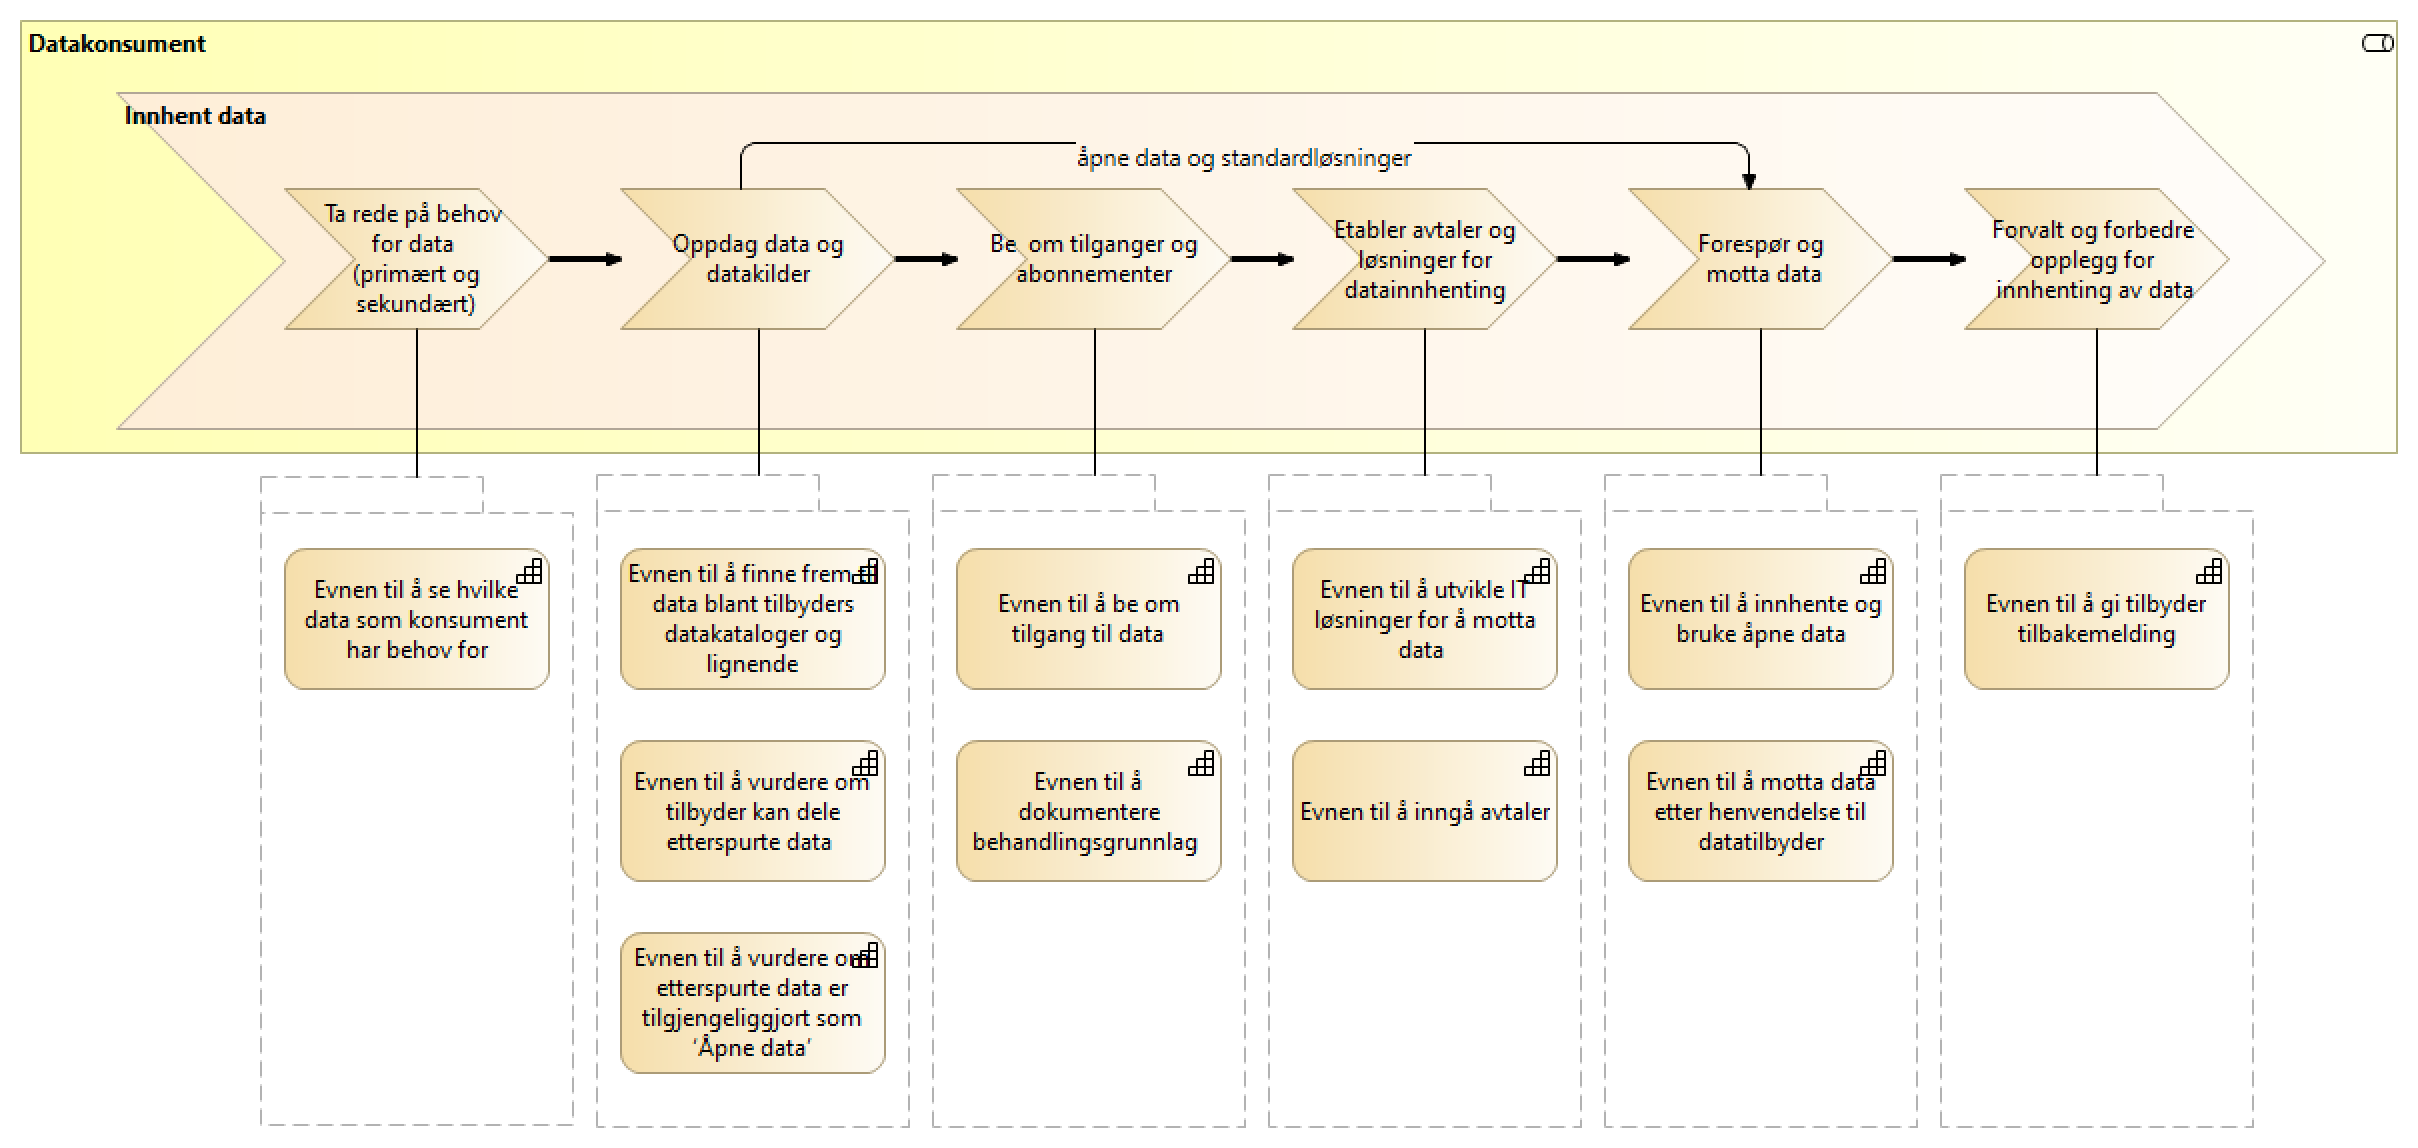 Datakonsument
Innhent data
åpne data og standardløsninger
Ta rede på behov
for data
(primært og
sekundært)
Oppdag data og
datakilder
Be om tilganger og
abonnementer
Etabler avtaler og
løsninger for
datainnhenting
Forespør og
motta data
Forvalt og forbedre
opplegg for
innhenting av data
Evnen til å se hvilke
data som konsument
har behov for
Evnen til å finne frem til
data blant tilbyders
datakataloger og
lignende
Evnen til å vurdere om
tilbyder kan dele
etterspurte data
Evnen til å vurdere om
etterspurte data er
tilgjengeliggjort som
‘Åpne data’
Evnen til å be om
tilgang til data
Evnen til å
dokumentere
behandlingsgrunnlag
Evnen til å utvikle IT
løsninger for å motta
data
Evnen til å inngå avtaler
Evnen til å innhente og
bruke åpne data
Evnen til å motta data
etter henvendelse til
datatilbyder
Evnen til å gi tilbyder
tilbakemelding